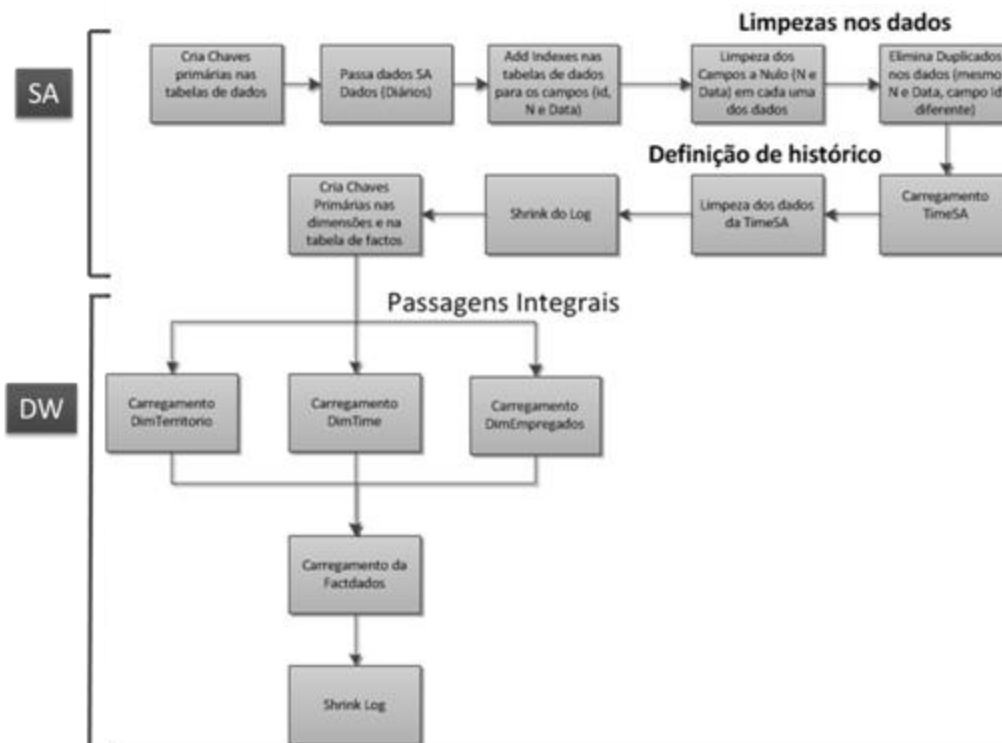 Limpezas nos dados
SA
Cria Chaves
primárias nas
tabelas de dados
Passa dados SA
Dados (Diários)
Add Indexes nas
tabelas de dados
para os campos (id,
N e Data)
Limpeza dos
Campos a Nulo (N e
Data) em cada uma
dos dados
Elimina Duplicados
nos dados (mesmo
N e Data, campo Id
diferente)
Definição de histórico
Cria Chaves
Primárias nas
dimensões e na
tabela de factos
Shrink do Log
Limpeza dos dados
da TimeSA
Carregamento
TimeSA
Passagens Integrais
DW
Carregamento
DimTerritorio
Carregamento
DimTime
Carregamento
DimEmpregados
Carregamento da
Factdados
Shrink Log